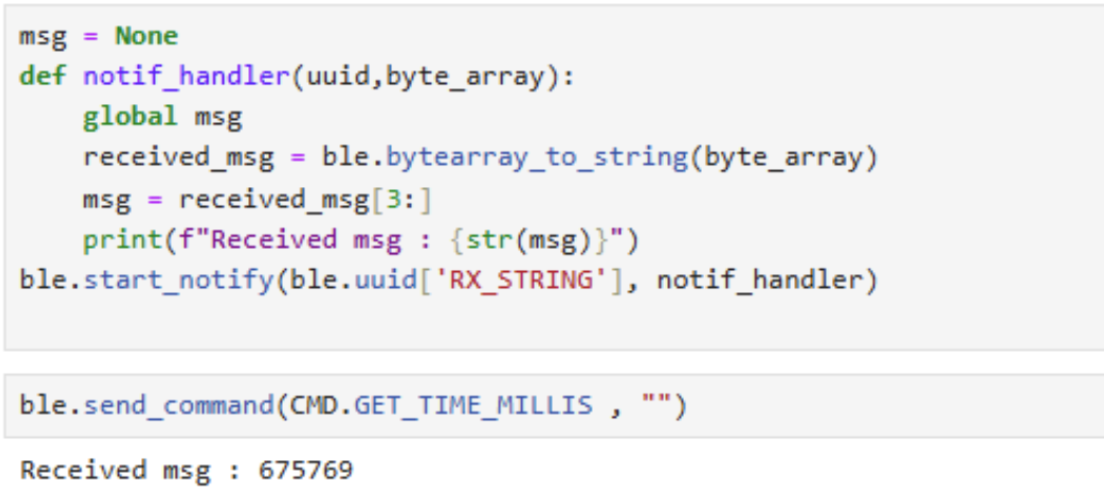 msg = None
def notif_handler(uuid,byte_array):
    global msg
    received_msg = ble.bytearray_to_string(byte_array)
    msg = received_msg[3:]
    print(f"Received msg : {str(msg)}")
ble.start_notify(ble.uuid['RX_STRING'], notif_handler)
ble.send_command(CMD.GET_TIME_MILLIS , "")
Received msg : 675769